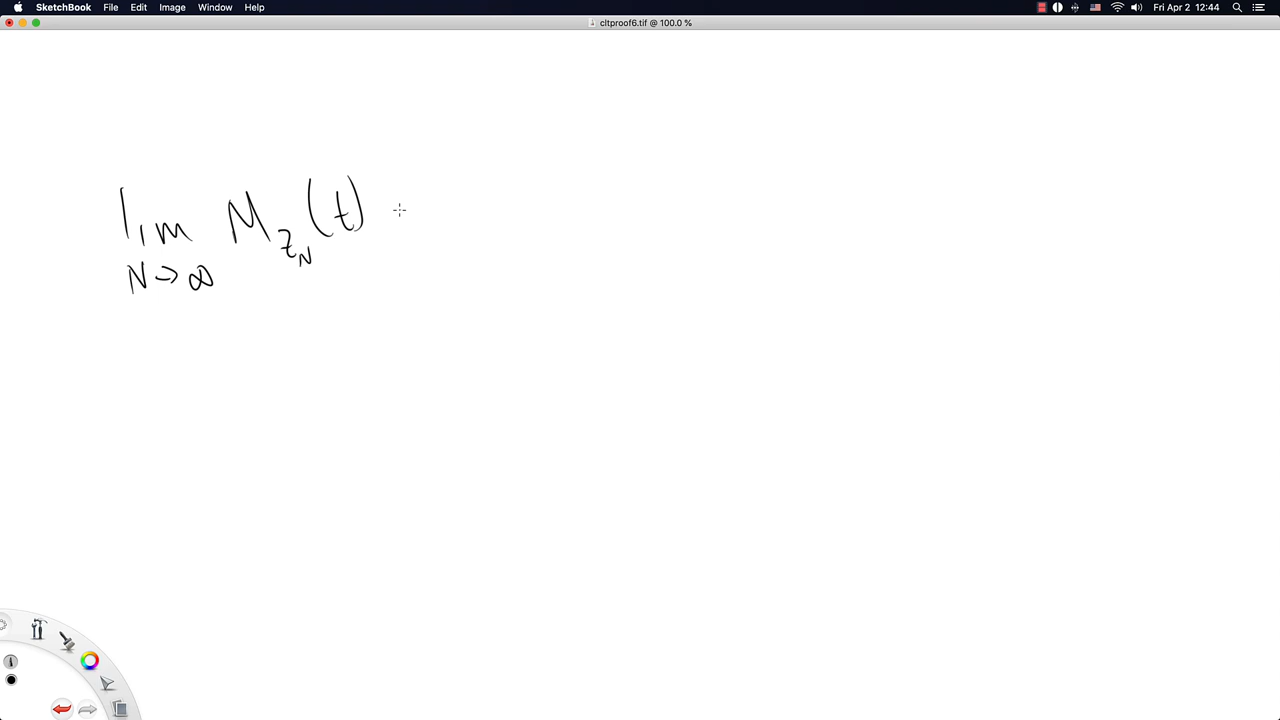 SketchBook File Edit Image Window Help Fri Apr 2 12:44
cltproof6.tif @ 100.0 %
lim M_{Z_N}(t)
N→∞